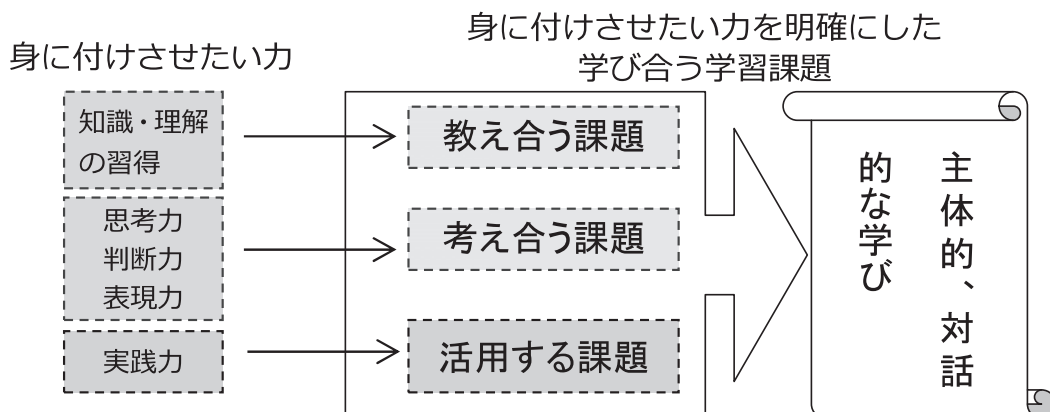 身に付けさせたい力
知識・理解
の習得
思考力
判断力
表現力
実践力
身に付けさせたい力を明確にした
学び合う学習課題
教え合う課題
考え合う課題
活用する課題
主体的、対話
的な学び